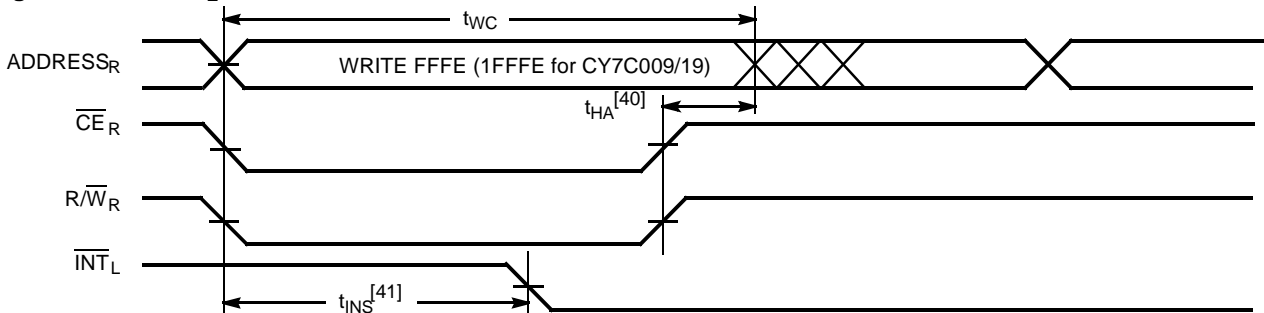 tWC
ADDRESSR
WRITE FFFE (1FFFE for CY7C009/19)
tHA[40]
CER
R/WR
INTL
tINS[41]